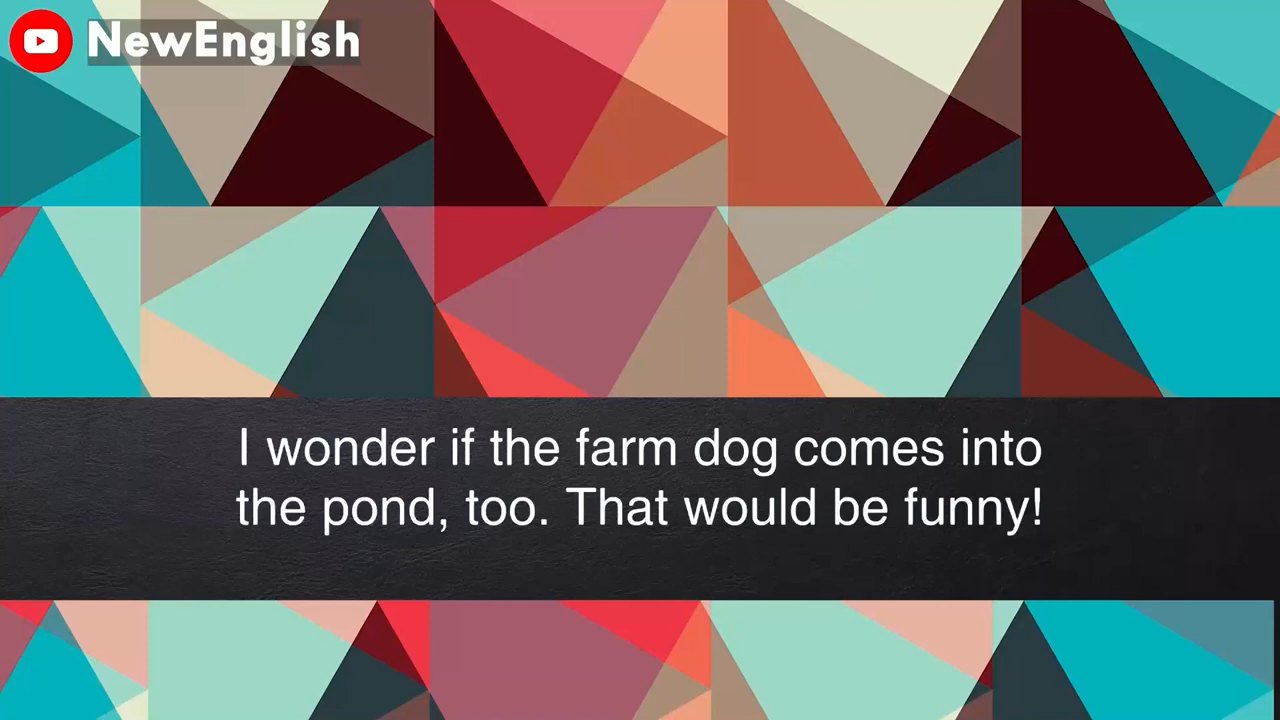 NewEnglish
I wonder if the farm dog comes into
the pond, too. That would be funny!